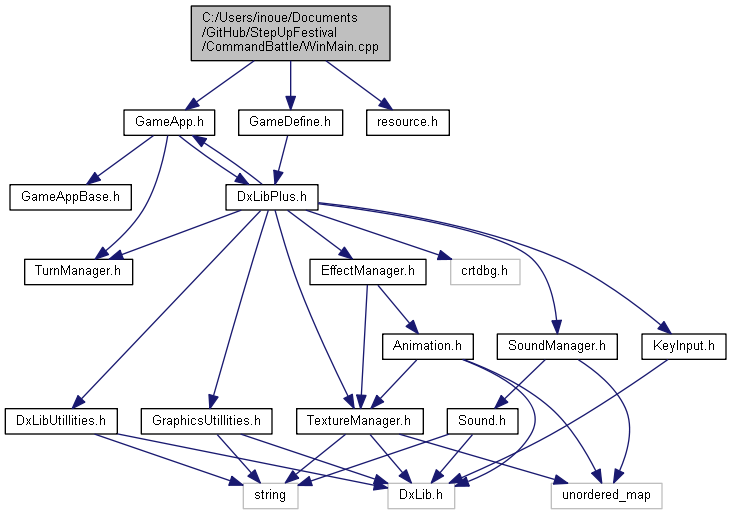 C:/Users/inoue/Documents
/GitHub/StepUpFestival
/CommandBattle/WinMain.cpp
GameApp.h
GameDefine.h
resource.h
GameAppBase.h
DxLibPlus.h
TurnManager.h
EffectManager.h
crtdbg.h
Animation.h
SoundManager.h
KeyInput.h
DxLibUtillities.h
GraphicsUtillities.h
TextureManager.h
Sound.h
string
DxLib.h
unordered_map